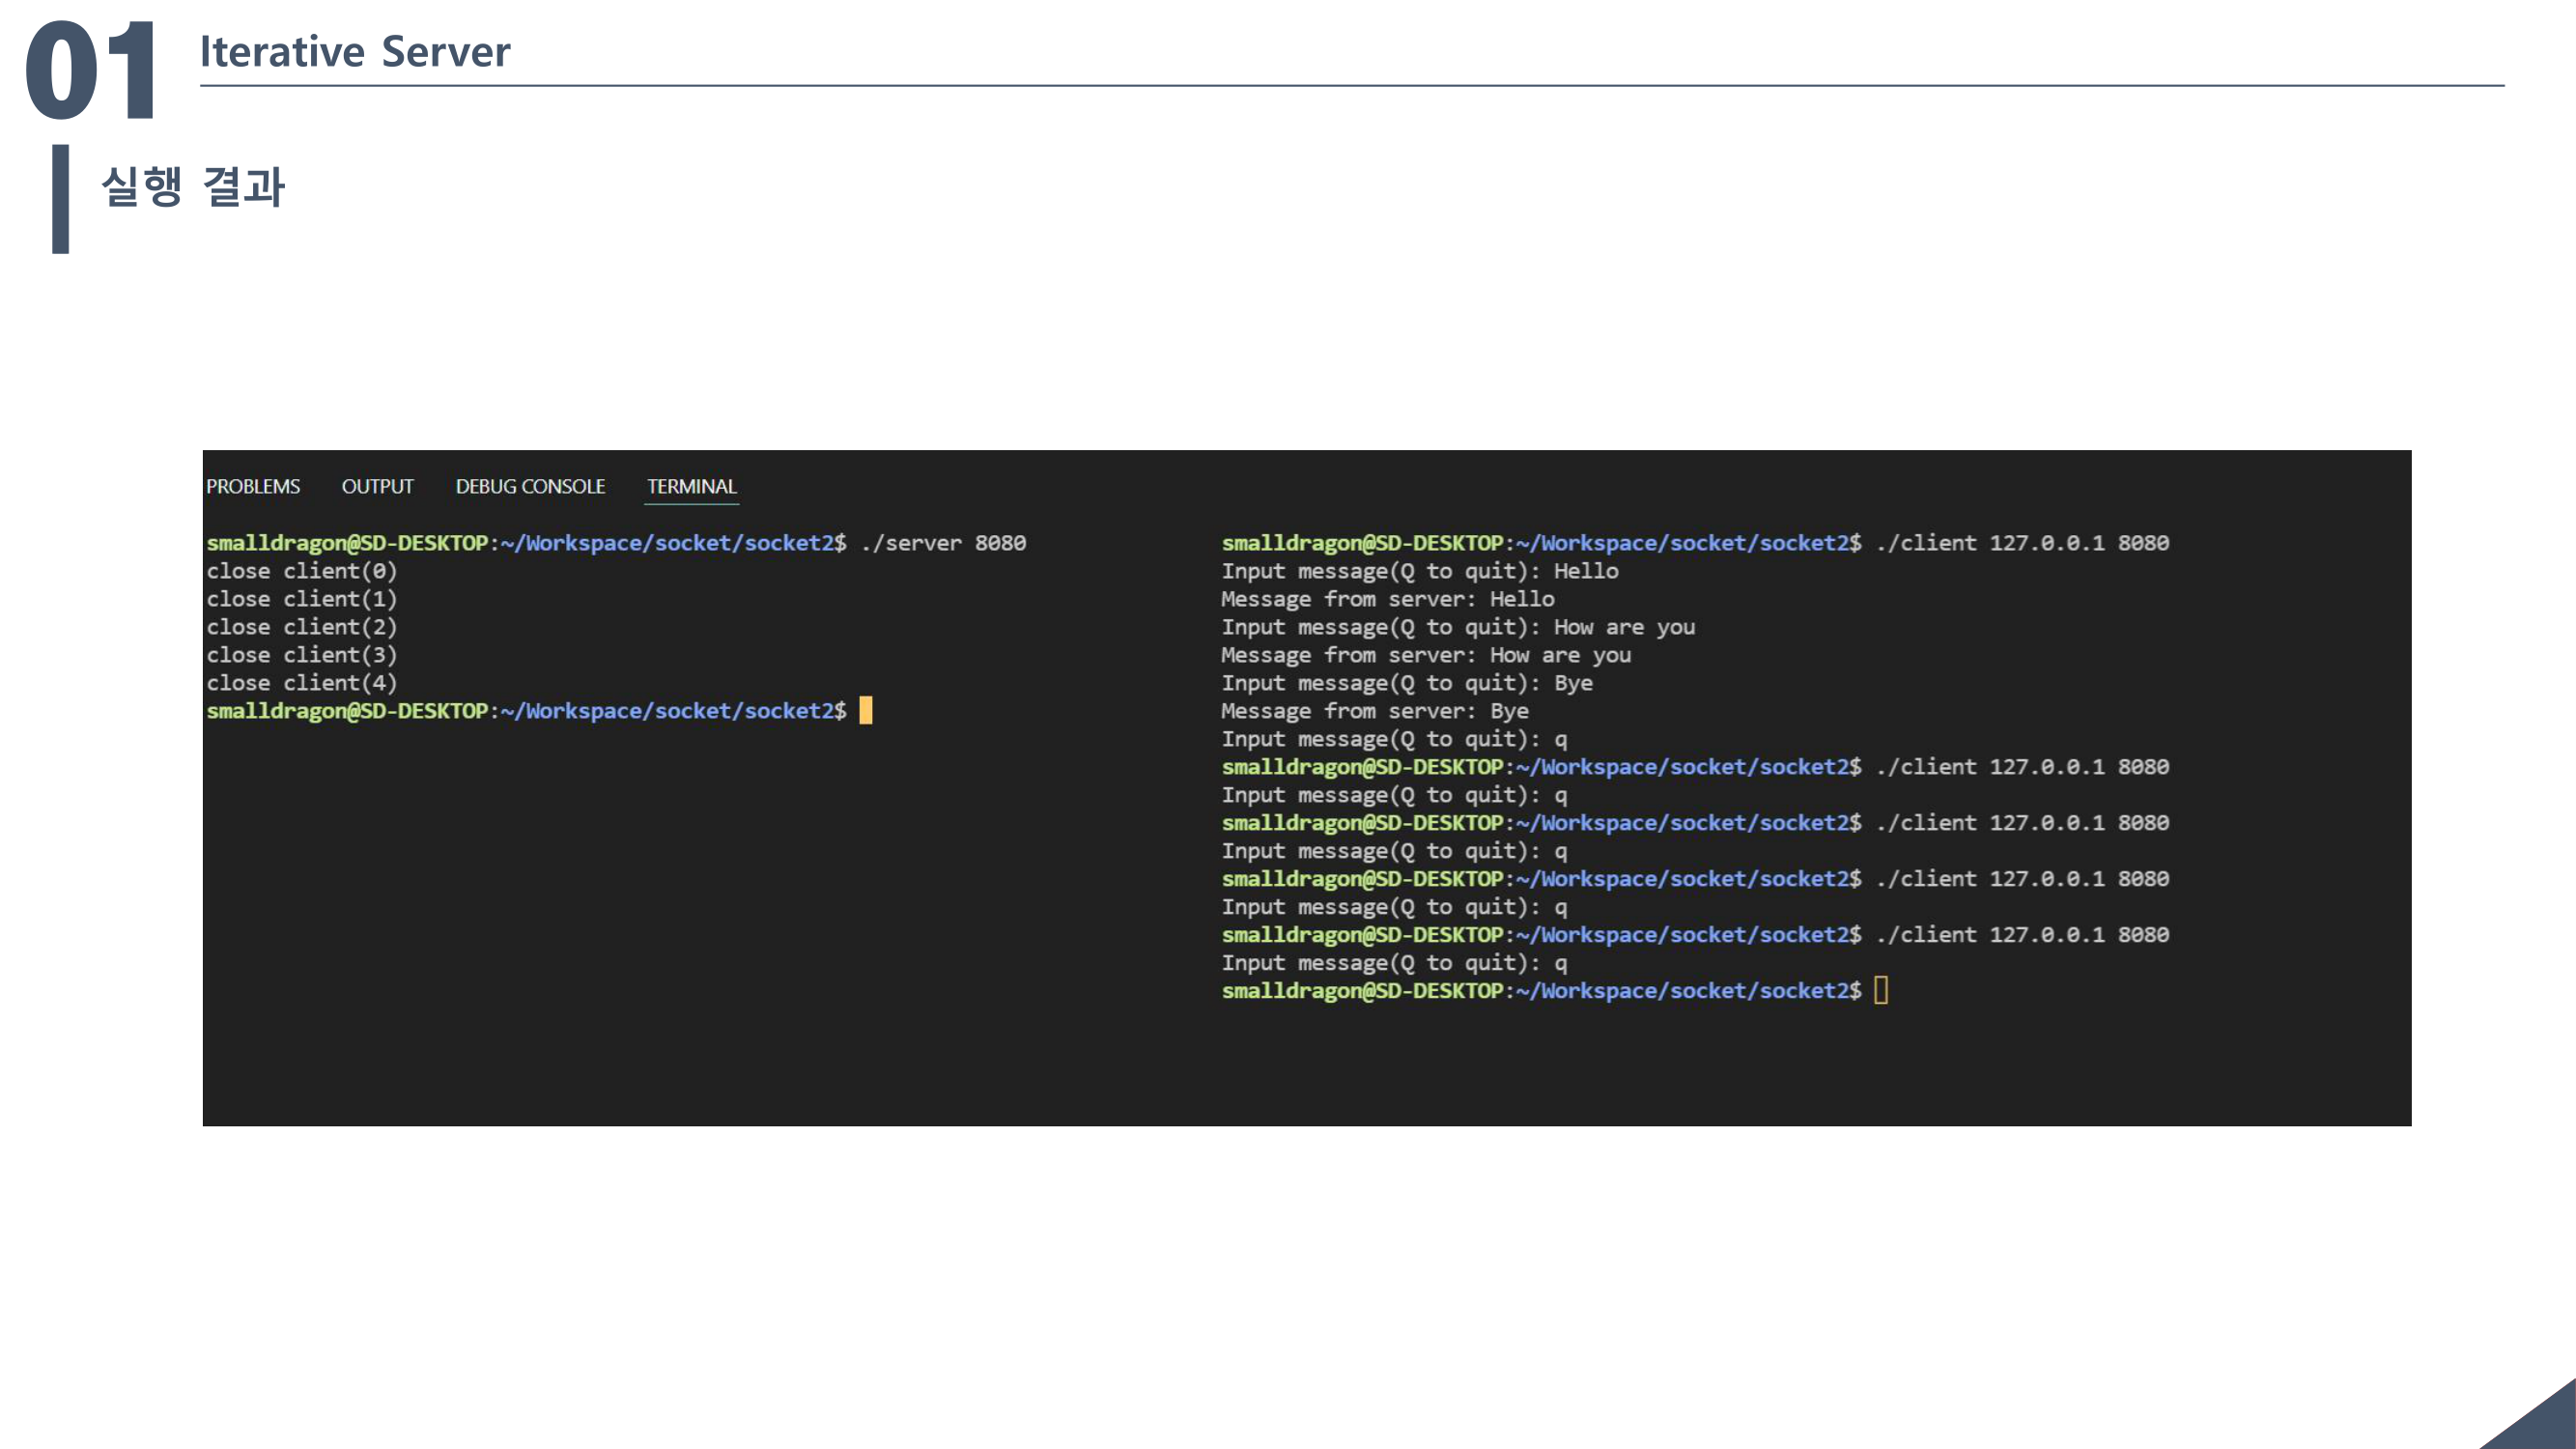 01
Iterative Server
실행 결과
PROBLEMS OUTPUT DEBUG CONSOLE TERMINAL
smalldragon@SD-DESKTOP:~/Workspace/socket/socket2$ ./server 8080
close client(0)
close client(1)
close client(2)
close client(3)
close client(4)
smalldragon@SD-DESKTOP:~/Workspace/socket/socket2$
smalldragon@SD-DESKTOP:~/Workspace/socket/socket2$ ./client 127.0.0.1 8080
Input message(Q to quit): Hello
Message from server: Hello
Input message(Q to quit): How are you
Message from server: How are you
Input message(Q to quit): Bye
Message from server: Bye
Input message(Q to quit): q
smalldragon@SD-DESKTOP:~/Workspace/socket/socket2$ ./client 127.0.0.1 8080
Input message(Q to quit): q
smalldragon@SD-DESKTOP:~/Workspace/socket/socket2$ ./client 127.0.0.1 8080
Input message(Q to quit): q
smalldragon@SD-DESKTOP:~/Workspace/socket/socket2$ ./client 127.0.0.1 8080
Input message(Q to quit): q
smalldragon@SD-DESKTOP:~/Workspace/socket/socket2$ ./client 127.0.0.1 8080
Input message(Q to quit): q
smalldragon@SD-DESKTOP:~/Workspace/socket/socket2$